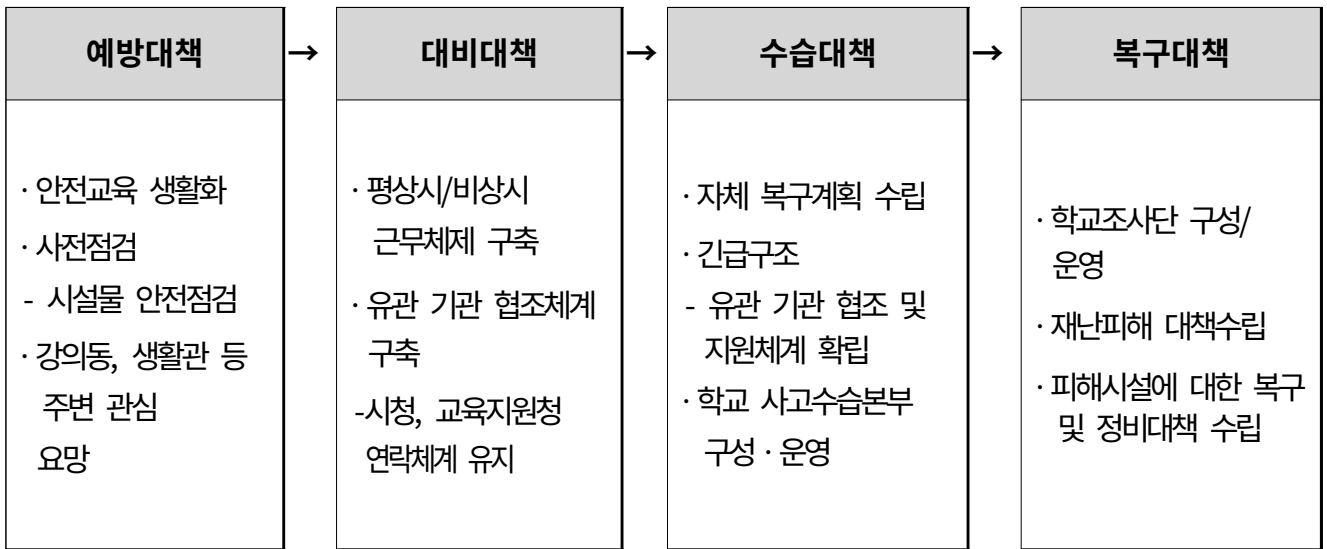 예방대책
→
대비대책
→
수습대책
→
복구대책
· 안전교육 생활화
· 사전점검
- 시설물 안전점검
· 강의동, 생활관 등
주변 관심
요망
· 평상시/비상시
근무체제 구축
· 유관 기관 협조체계
구축
-시청, 교육지원청
연락체계 유지
· 자체 복구계획 수립
· 긴급구조
- 유관 기관 협조 및
지원체계 확립
· 학교 사고수습본부
구성 · 운영
· 학교조사단 구성/
운영
· 재난피해 대책수립
· 피해시설에 대한 복구
및 정비대책 수립